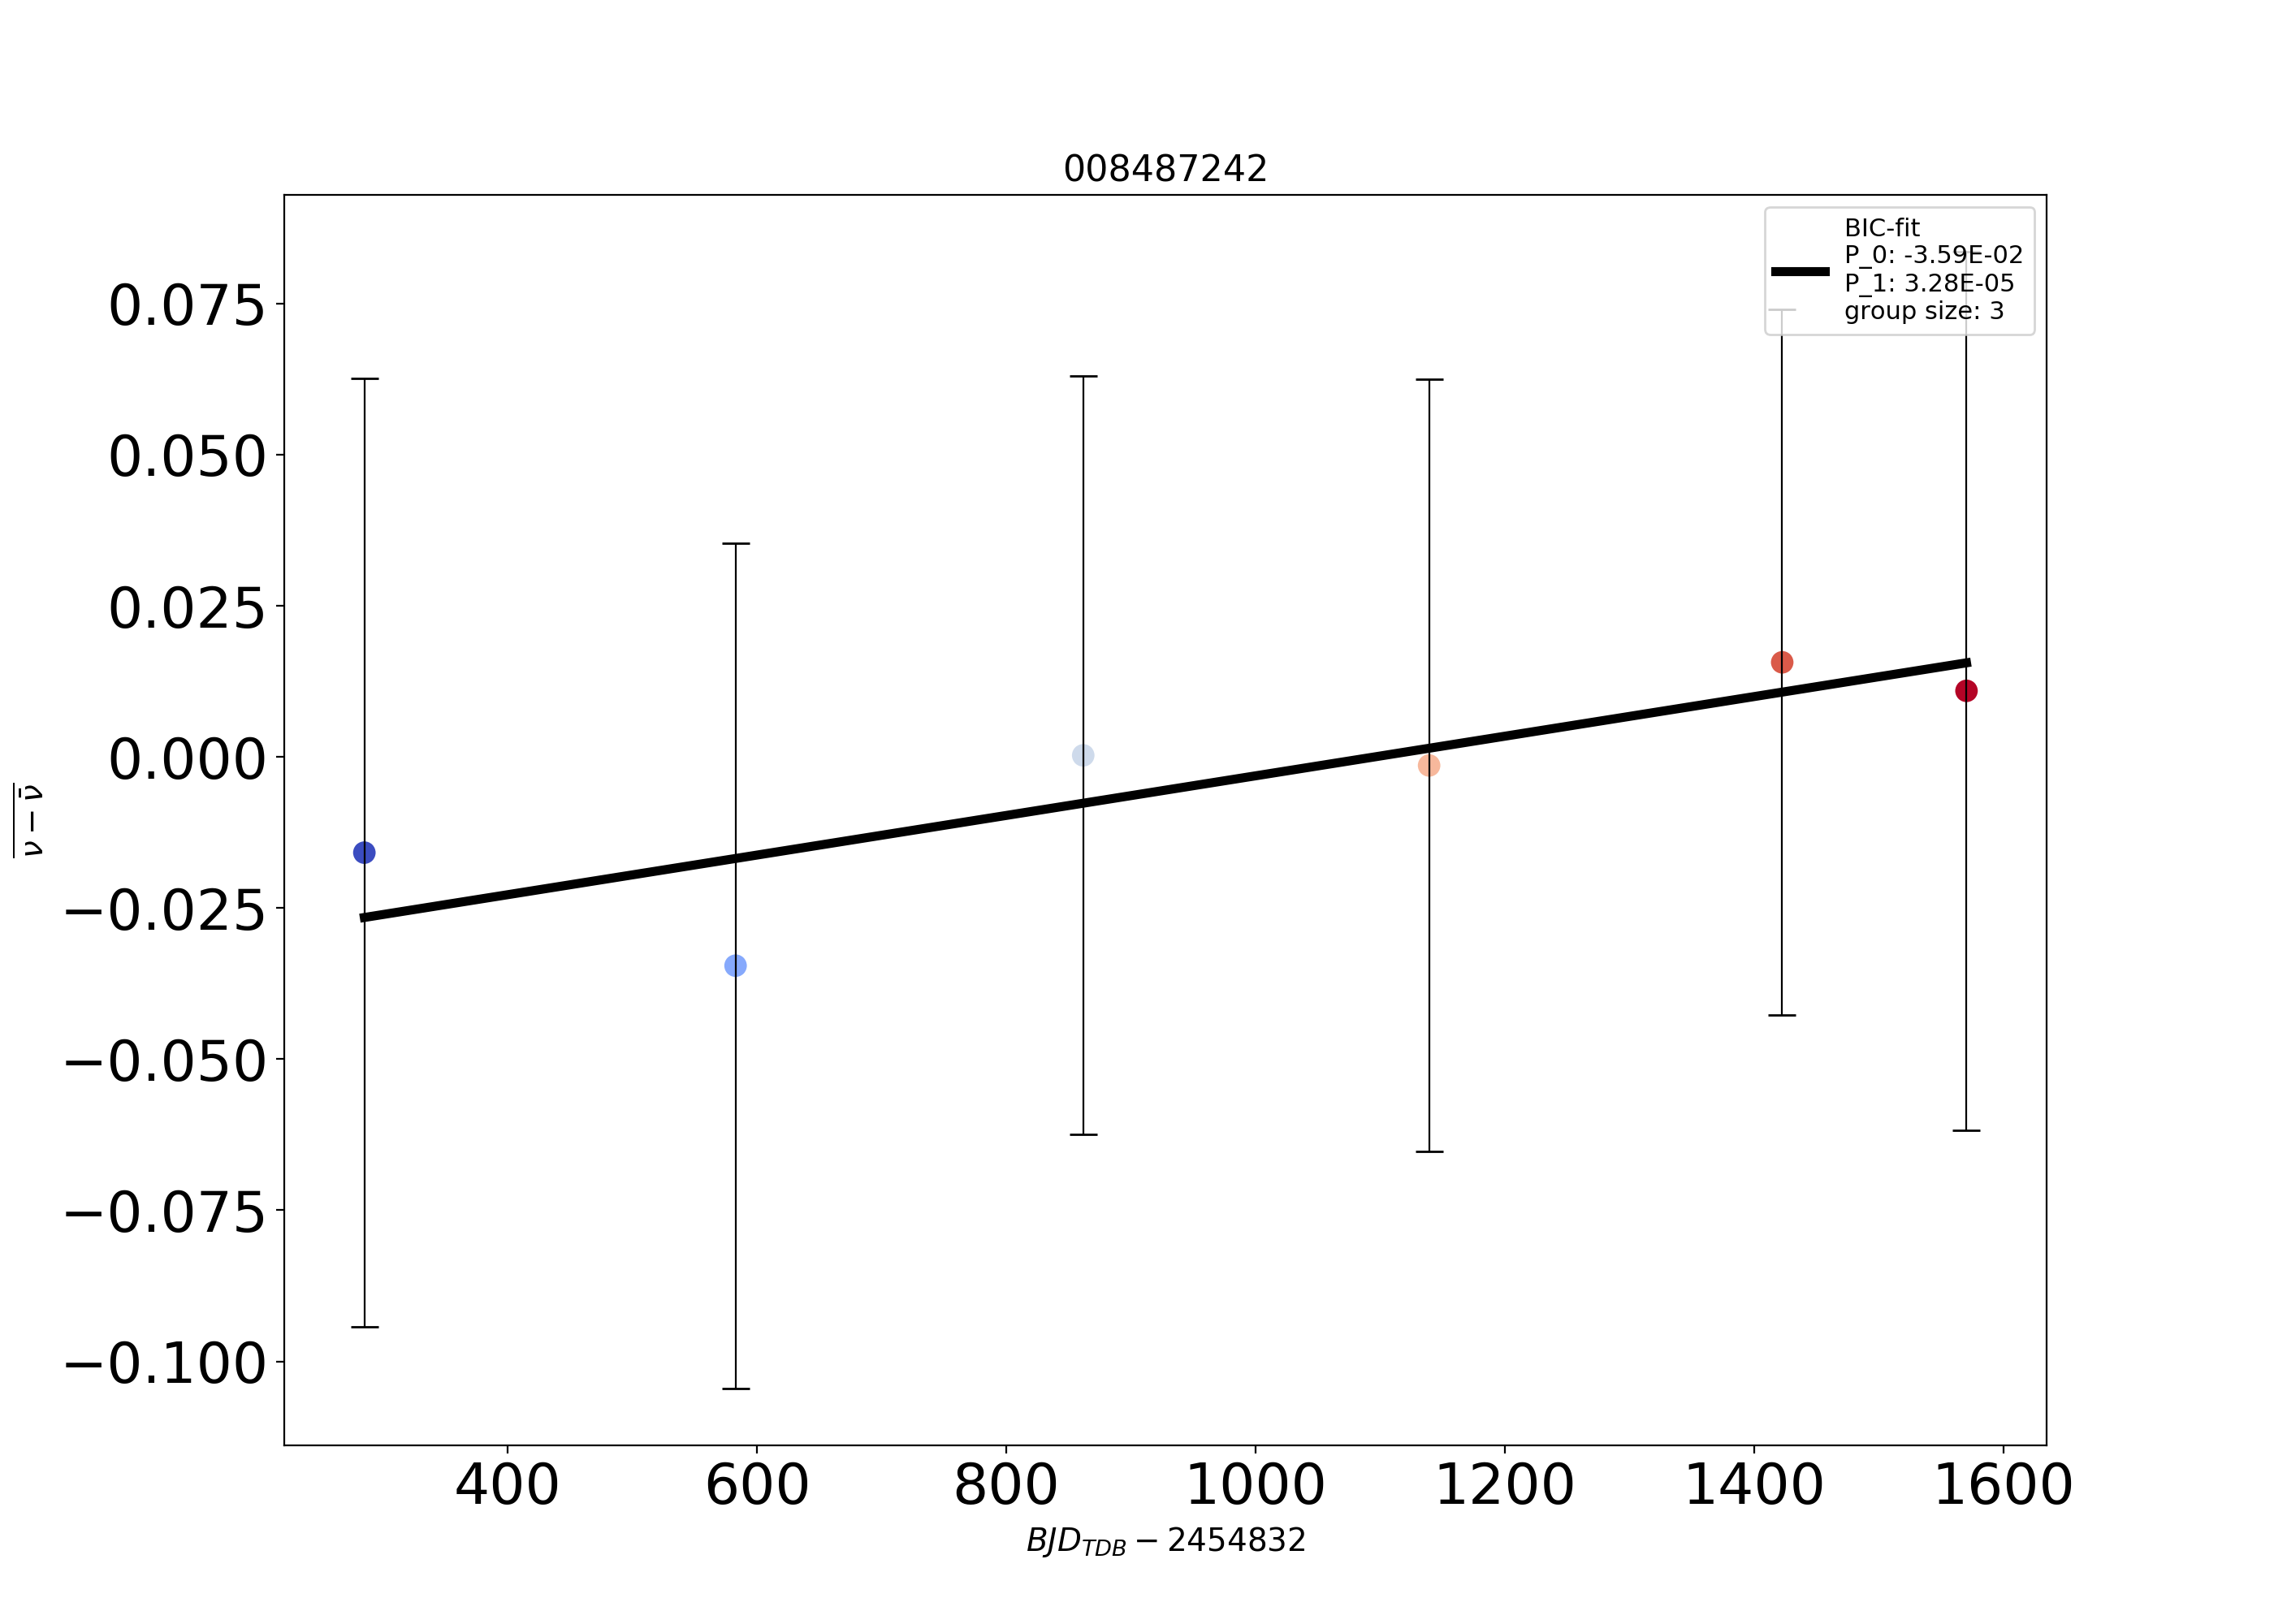 008487242
BIC-fit
P_0: -3.59E-02
P_1: 3.28E-05
group size: 3
0.075
0.050
0.025
0.000
−0.025
−0.050
−0.075
−0.100
ν − ν̄
400 600 800 1000 1200 1400 1600
BJD_TDB − 2454832